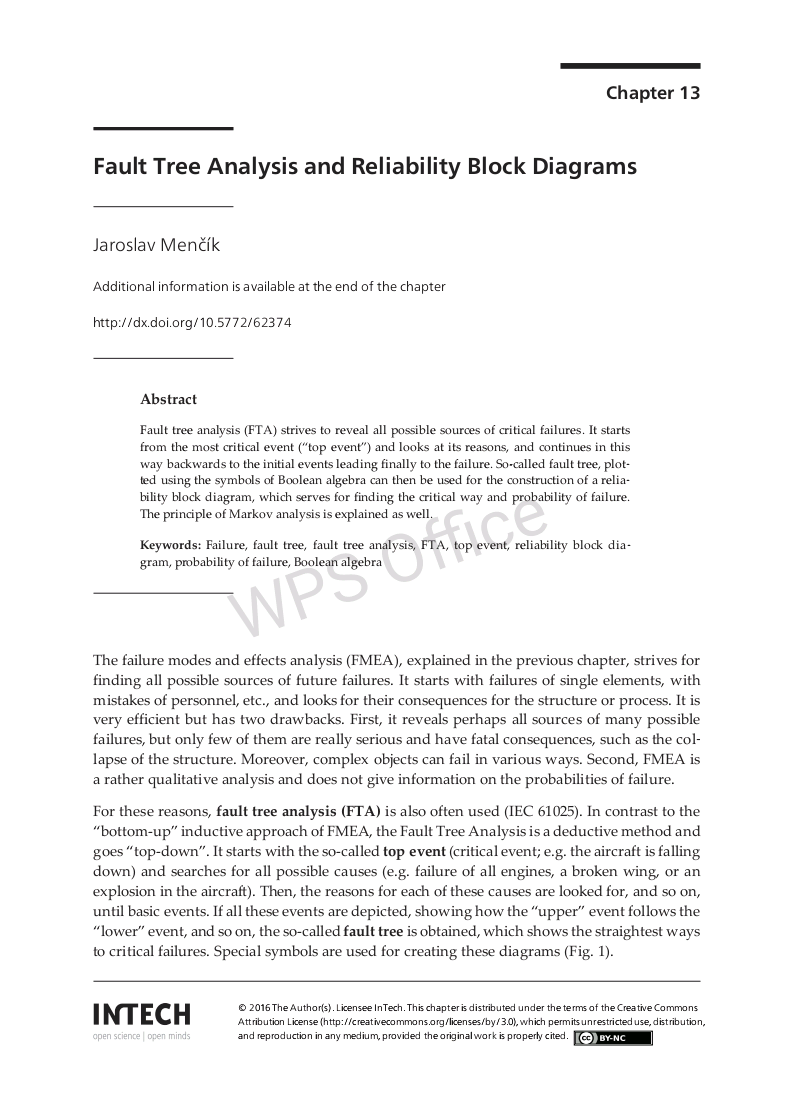 Chapter 13
Fault Tree Analysis and Reliability Block Diagrams
Jaroslav Menčík
Additional information is available at the end of the chapter
http://dx.doi.org/10.5772/62374
Abstract
Fault tree analysis (FTA) strives to reveal all possible sources of critical failures. It starts
from the most critical event (“top event”) and looks at its reasons, and continues in this
way backwards to the initial events leading finally to the failure. So-called fault tree, plot-
ted using the symbols of Boolean algebra can then be used for the construction of a relia-
bility block diagram, which serves for finding the critical way and probability of failure.
The principle of Markov analysis is explained as well.
Keywords: Failure, fault tree, fault tree analysis, FTA, top event, reliability block dia-
gram, probability of failure, Boolean algebra
WPS Office
The failure modes and effects analysis (FMEA), explained in the previous chapter, strives for
finding all possible sources of future failures. It starts with failures of single elements, with
mistakes of personnel, etc., and looks for their consequences for the structure or process. It is
very efficient but has two drawbacks. First, it reveals perhaps all sources of many possible
failures, but only few of them are really serious and have fatal consequences, such as the col-
lapse of the structure. Moreover, complex objects can fail in various ways. Second, FMEA is
a rather qualitative analysis and does not give information on the probabilities of failure.
For these reasons, fault tree analysis (FTA) is also often used (IEC 61025). In contrast to the
“bottom-up” inductive approach of FMEA, the Fault Tree Analysis is a deductive method and
goes “top-down”. It starts with the so-called top event (critical event; e.g. the aircraft is falling
down) and searches for all possible causes (e.g. failure of all engines, a broken wing, or an
explosion in the aircraft). Then, the reasons for each of these causes are looked for, and so on,
until basic events. If all these events are depicted, showing how the “upper” event follows the
“lower” event, and so on, the so-called fault tree is obtained, which shows the straightest ways
to critical failures. Special symbols are used for creating these diagrams (Fig. 1).
INTECH
open science | open minds
© 2016 The Author(s). Licensee InTech. This chapter is distributed under the terms of the Creative Commons
Attribution License (http://creativecommons.org/licenses/by/3.0), which permits unrestricted use, distribution,
and reproduction in any medium, provided the original work is properly cited.
cc BY-NC